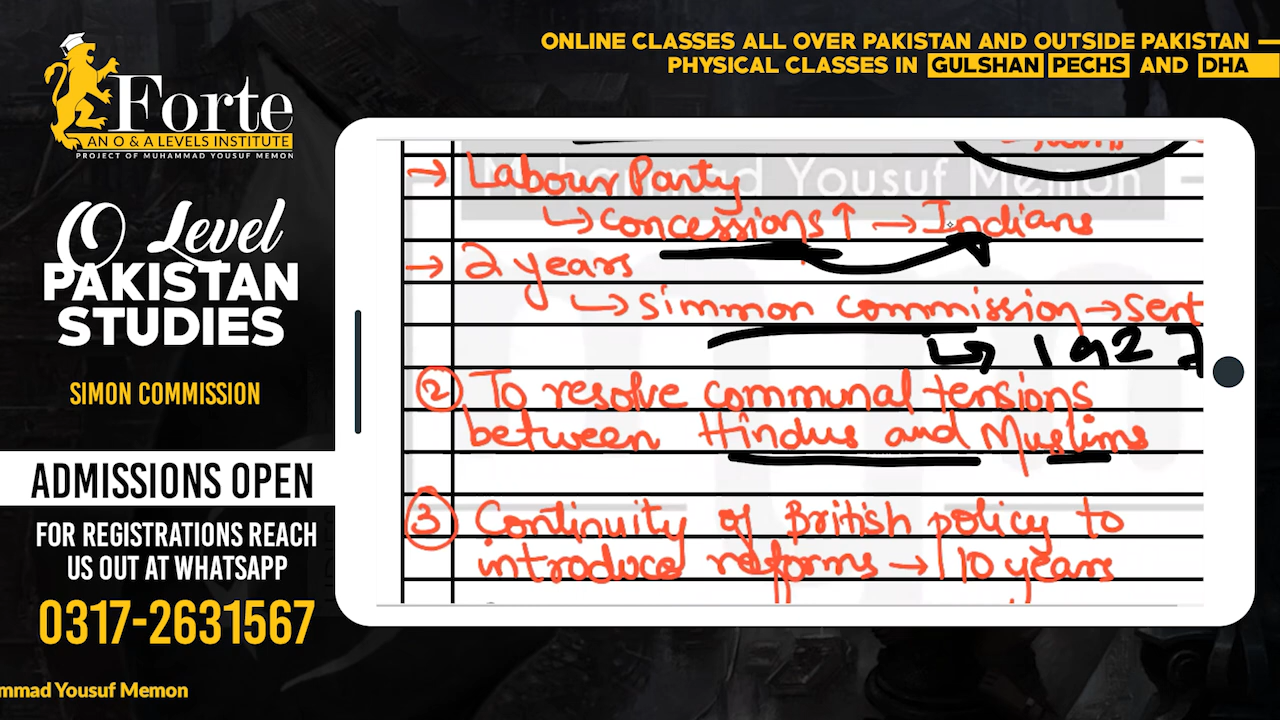 Forte
AN O & A LEVELS INSTITUTE
PROJECT OF MUHAMMAD YOUSUF MEMON
O Level
PAKISTAN
STUDIES
SIMON COMMISSION
ADMISSIONS OPEN
FOR REGISTRATIONS REACH
US OUT AT WHATSAPP
0317-2631567
mmad Yousuf Memon
ONLINE CLASSES ALL OVER PAKISTAN AND OUTSIDE PAKISTAN
PHYSICAL CLASSES IN GULSHAN PECHS AND DHA
Yousuf Memon
→ Labour Party
↳ concessions ↑ → Indians
→ 2 years
↳ Simmon commission → Sent
↳ 1927
② To resolve communal tensions
between Hindus and Muslims
③ Continuity of British policy to
introduce reforms → 10 years